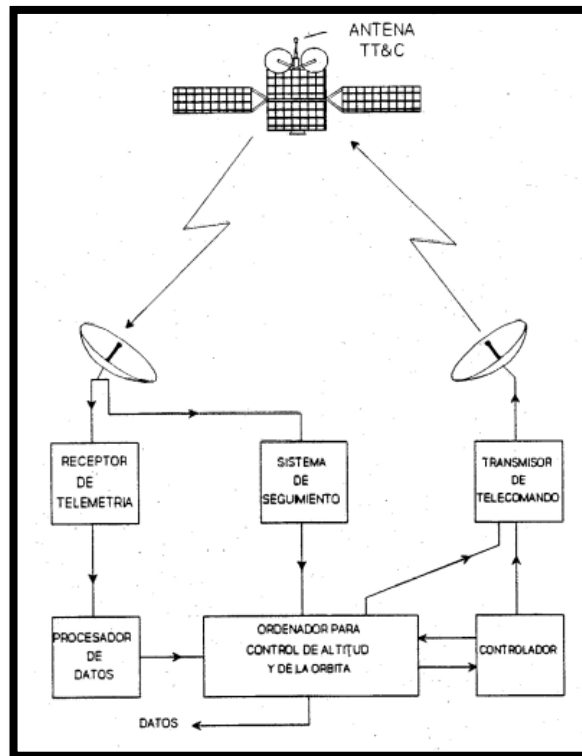 ANTENA
TT&C
RECEPTOR
DE
TELEMETRIA
SISTEMA
DE
SEGUIMIENTO
TRANSMISOR
DE
TELECOMANDO
PROCESADOR
DE
DATOS
ORDENADOR PARA
CONTROL DE ALTITUD
Y DE LA ORBITA
CONTROLADOR
DATOS